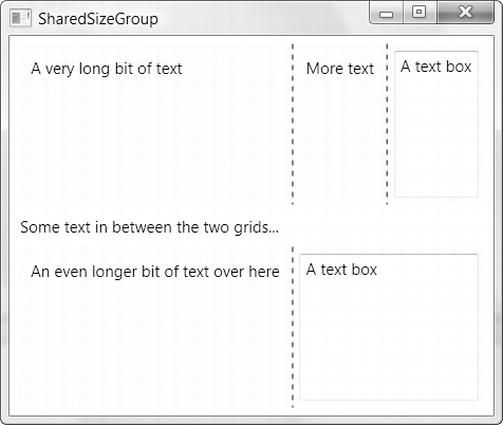 SharedSizeGroup
A very long bit of text More text A text box
Some text in between the two grids...
An even longer bit of text over here A text box